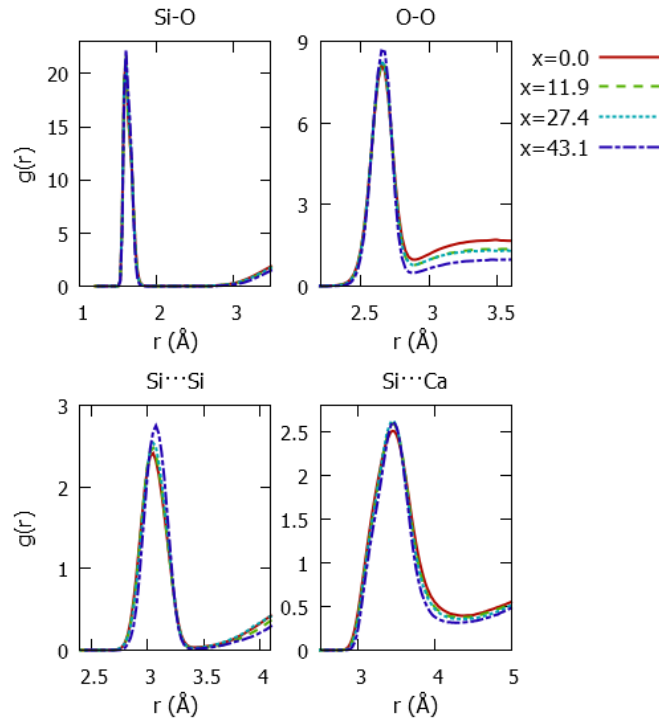 Si-O
O-O
g(r)
20
15
10
5
0
1
2
3
r (Å)
9
6
3
0
2.5
3
3.5
r (Å)
x=0.0
x=11.9
x=27.4
x=43.1
Si···Si
Si···Ca
g(r)
3
2
1
0
2.5
3
3.5
4
r (Å)
2.5
2
1.5
1
0.5
0
3
4
5
r (Å)